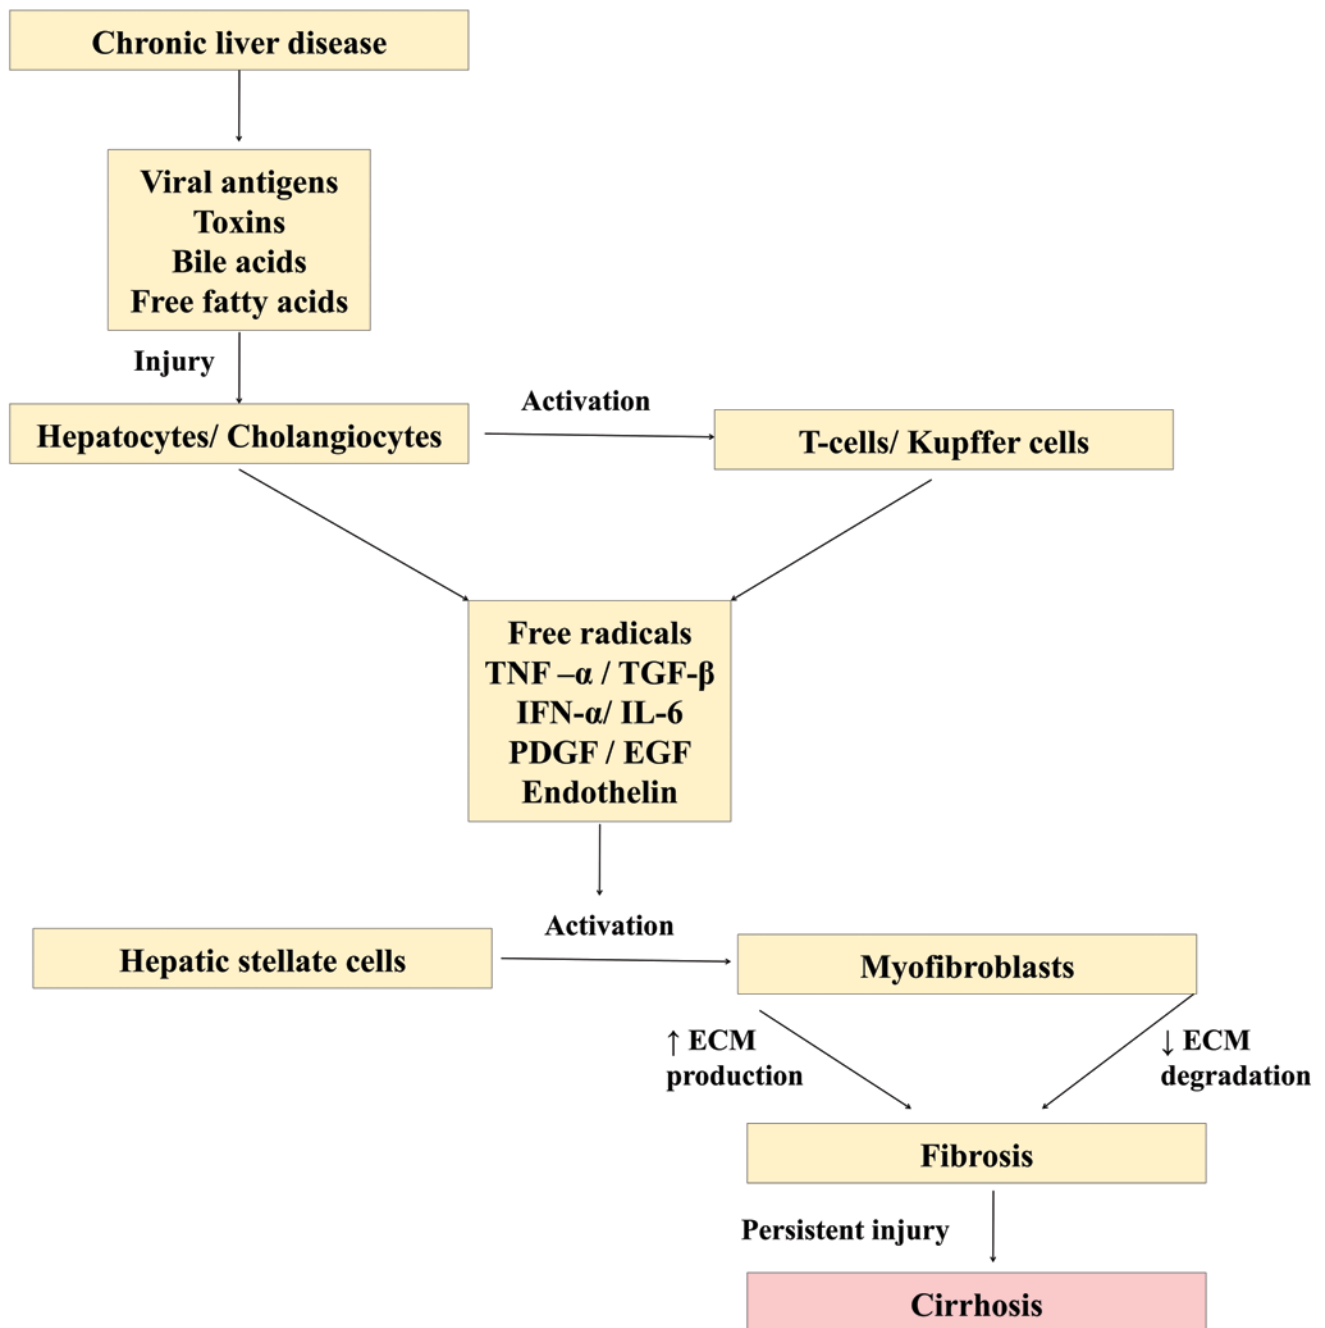 Chronic liver disease
Viral antigens
Toxins
Bile acids
Free fatty acids
Injury
Hepatocytes/ Cholangiocytes
Activation
T-cells/ Kupffer cells
Free radicals
TNF –α / TGF-β
IFN-α/ IL-6
PDGF / EGF
Endothelin
Activation
Hepatic stellate cells
Myofibroblasts
↑ ECM
production
↓ ECM
degradation
Fibrosis
Persistent injury
Cirrhosis